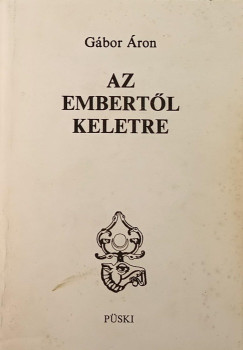 Gábor Áron
AZ
EMBERTŐL
KELETRE
PÜSKI